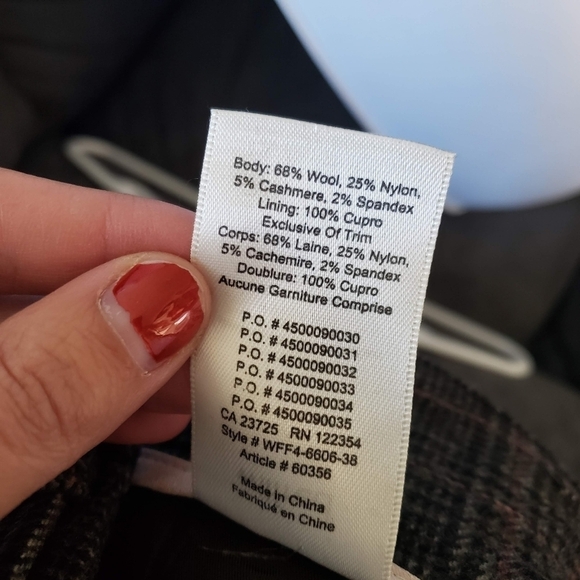 Body: 68% Wool, 25% Nylon,
5% Cashmere, 2% Spandex
Lining: 100% Cupro
Exclusive Of Trim
Corps: 68% Laine, 25% Nylon,
5% Cachemire, 2% Spandex
Doublure: 100% Cupro
Aucune Garniture Comprise
P.O. # 4500090030
P.O. # 4500090031
P.O. # 4500090032
P.O. # 4500090033
P.O. # 4500090034
P.O. # 4500090035
CA 23725 RN 122354
Style # WFF4-6606-38
Article # 60356
Made in China
Fabriqué en Chine